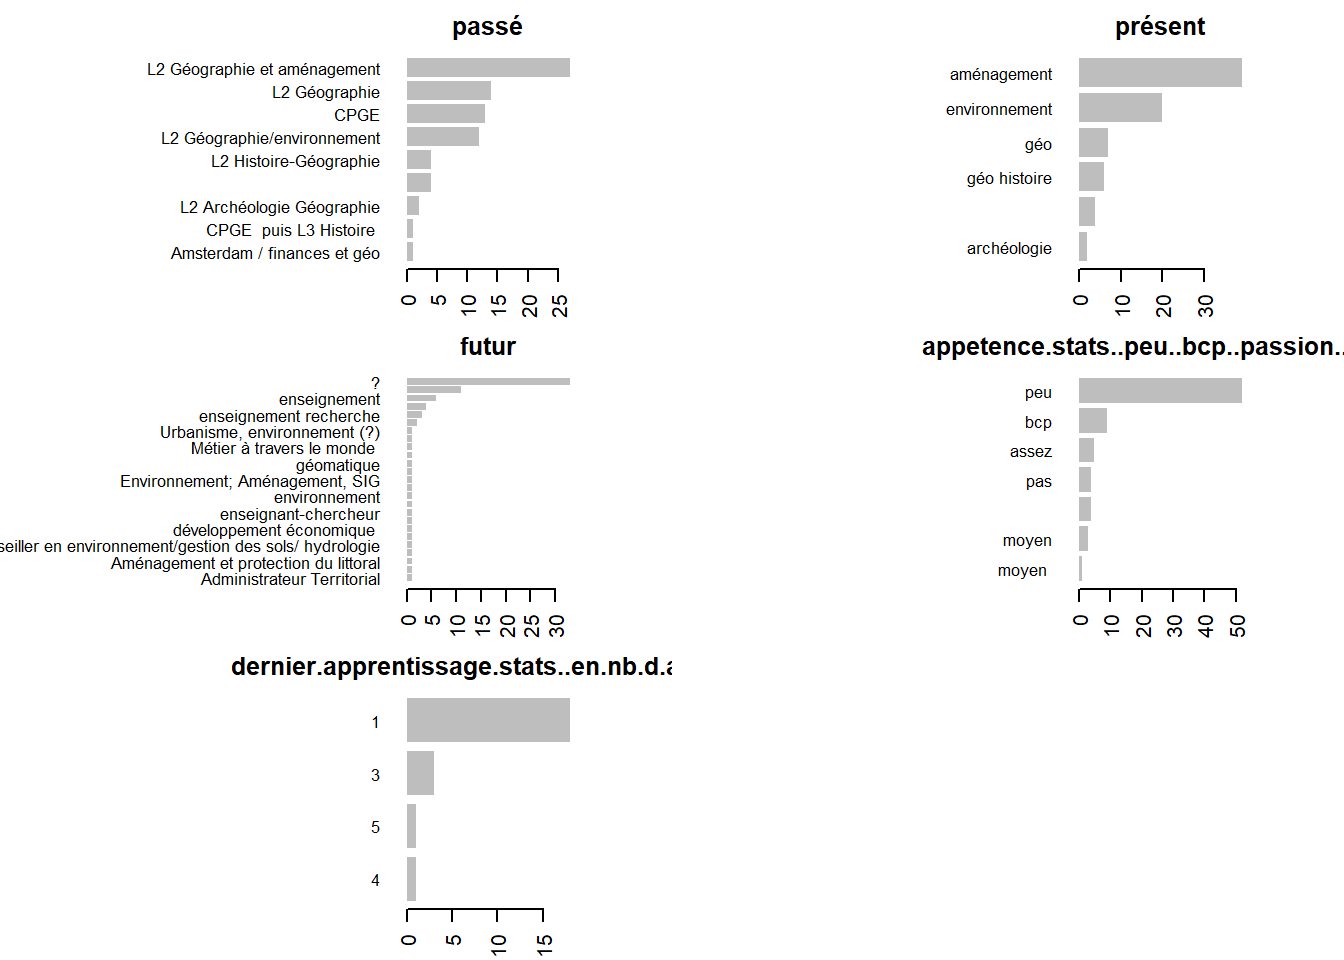 passé
L2 Géographie et aménagement
L2 Géographie
CPGE
L2 Géographie/environnement
L2 Histoire-Géographie
L2 Archéologie Géographie
CPGE  puis L3 Histoire
Amsterdam / finances et géo
0 5 10 15 20 25
présent
aménagement
environnement
géo
géo histoire
archéologie
0 10 20 30
futur
?
enseignement
enseignement recherche
Urbanisme, environnement (?)
Métier à travers le monde
géomatique
Environnement; Aménagement, SIG
environnement
enseignant-chercheur
développement économique
seiller en environnement/gestion des sols/ hydrologie
Aménagement et protection du littoral
Administrateur Territorial
0 5 10 15 20 25 30
appetence.stats..peu..bcp..passion..
peu
bcp
assez
pas
moyen
moyen
0 10 20 30 40 50
dernier.apprentissage.stats..en.nb.d.a
1
3
5
4
0 5 10 15